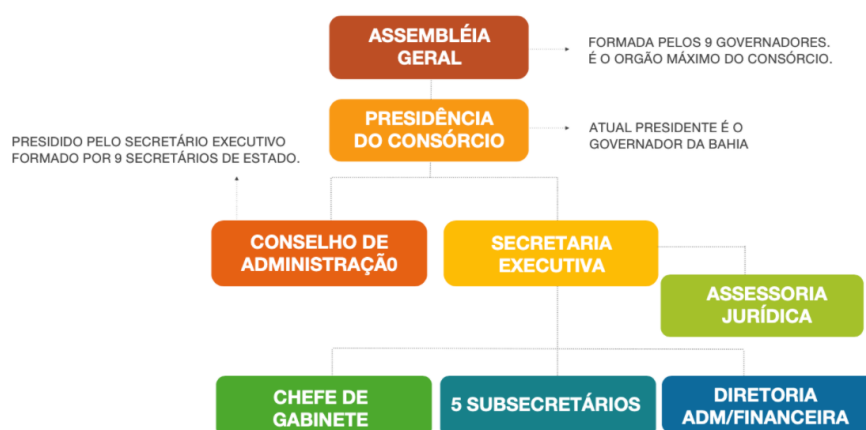 ASSEMBLÉIA
GERAL
FORMADA PELOS 9 GOVERNADORES.
É O ORGÃO MÁXIMO DO CONSÓRCIO.
PRESIDÊNCIA
DO CONSÓRCIO
ATUAL PRESIDENTE É O
GOVERNADOR DA BAHIA
PRESIDIDO PELO SECRETÁRIO EXECUTIVO
FORMADO POR 9 SECRETÁRIOS DE ESTADO.
CONSELHO DE
ADMINISTRAÇÃ0
SECRETARIA
EXECUTIVA
ASSESSORIA
JURÍDICA
CHEFE DE
GABINETE
5 SUBSECRETÁRIOS
DIRETORIA
ADM/FINANCEIRA